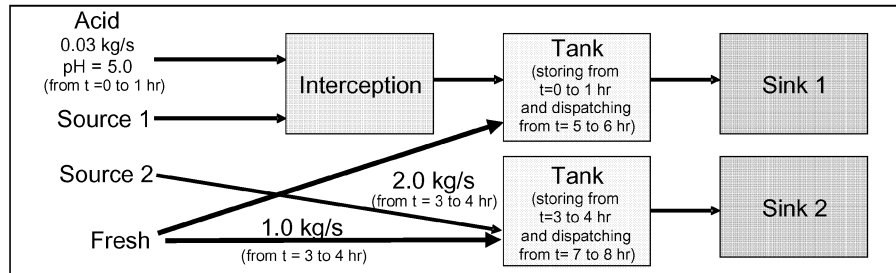 Acid
0.03 kg/s
pH = 5.0
(from t =0 to 1 hr)
Source 1
Source 2
Fresh
Interception
2.0 kg/s
(from t = 3 to 4 hr)
1.0 kg/s
(from t = 3 to 4 hr)
Tank
(storing from
t=0 to 1 hr
and dispatching
from t= 5 to 6 hr)
Tank
(storing from
t=3 to 4 hr
and dispatching
from t= 7 to 8 hr)
Sink 1
Sink 2